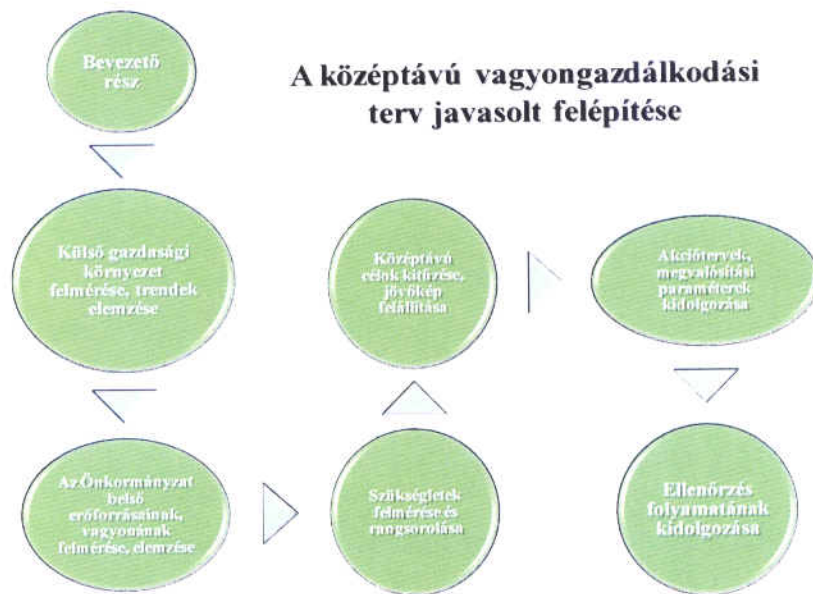 A középtávú vagyongazdálkodási
terv javasolt felépítése
Bevezető
rész
Külső gazdasági
környezet
felmérése, trendek
elemzése
Az Önkormányzat
belső
erőforrásainak,
vagyonának
felmérése, elemzése
Szükségletek
felmérése és
rangsorolása
Középtávú
célok kitűzése,
jövőkép
felállítása
Akciótervek,
megvalósítási
paraméterek
kidolgozása
Ellenőrzés
folyamatának
kidolgozása